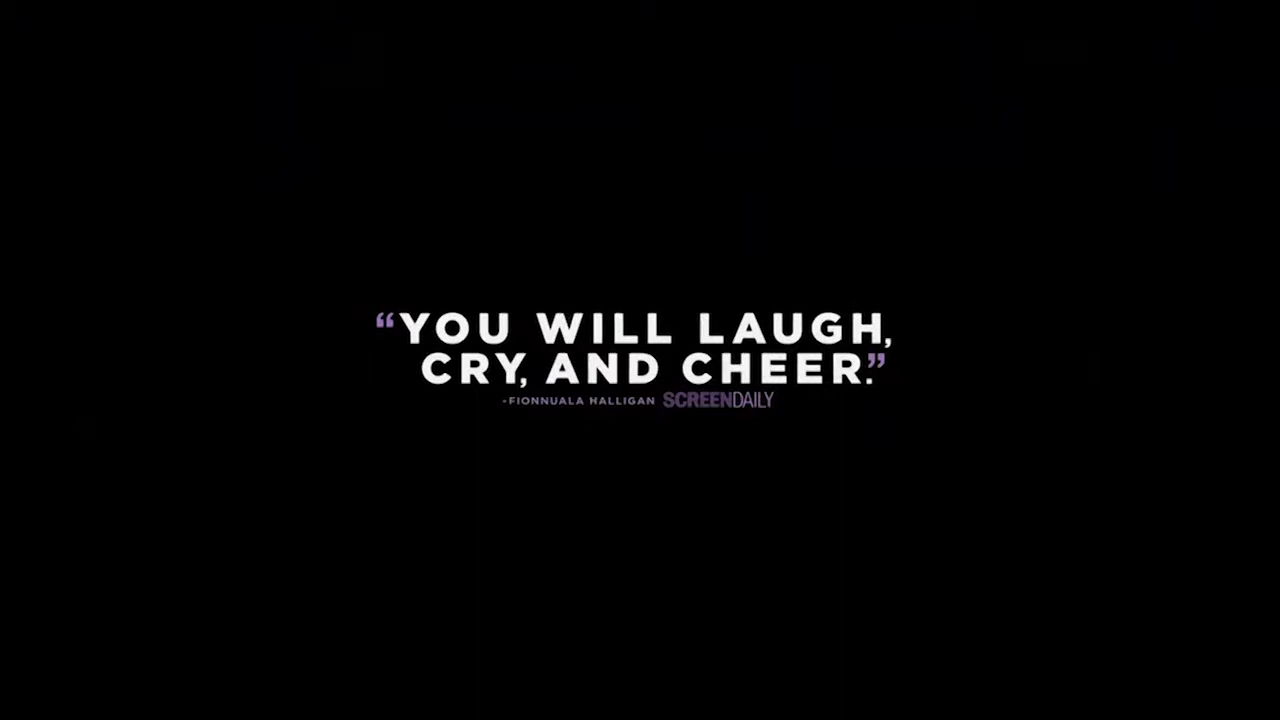 “YOU WILL LAUGH,
CRY, AND CHEER.”
-FIONNUALA HALLIGAN SCREENDAILY